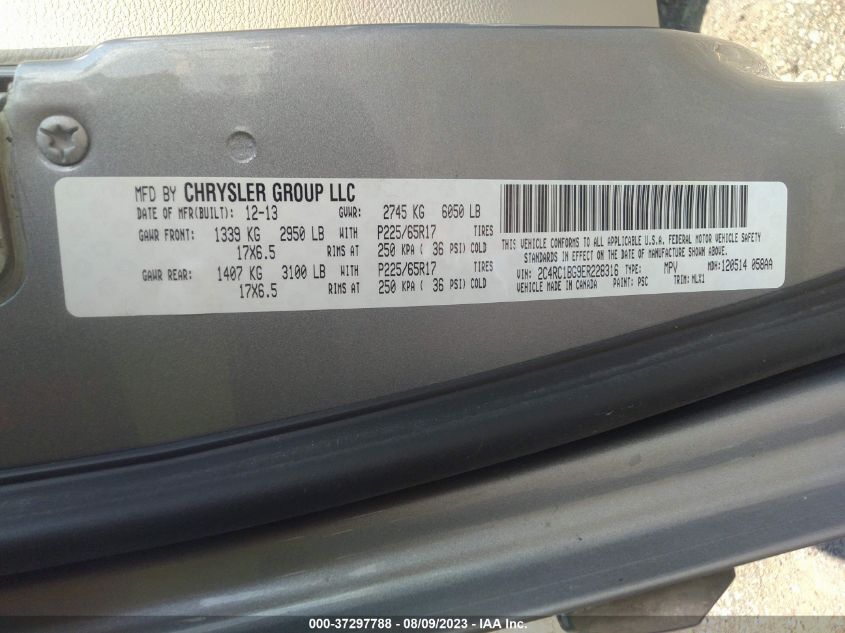 MFD BY CHRYSLER GROUP LLC
DATE OF MFR(BUILT): 12-13 GVWR: 2745 KG 6050 LB
GAWR FRONT: 1339 KG 2950 LB WITH P225/65R17 TIRES
17X6.5 RIMS AT 250 KPA ( 36 PSI) COLD
GAWR REAR: 1407 KG 3100 LB WITH P225/65R17 TIRES
17X6.5 RIMS AT 250 KPA ( 36 PSI) COLD
THIS VEHICLE CONFORMS TO ALL APPLICABLE U.S.A. FEDERAL MOTOR VEHICLE SAFETY
STANDARDS IN EFFECT ON THE DATE OF MANUFACTURE SHOWN ABOVE.
VIN: 2C4RC1BG9ER228316 TYPE: MPV MDH: 120514 058AA
VEHICLE MADE IN CANADA PAINT: PSC TRIM: MLX1
000-37297788 - 08/09/2023 - IAA Inc.